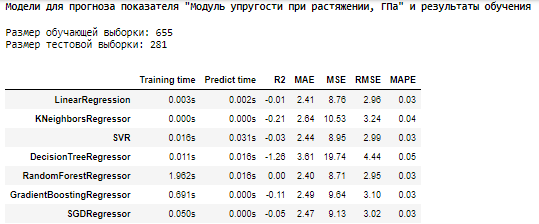 Модели для прогноза показателя "Модуль упругости при растяжении, ГПа" и результаты обучения
Размер обучающей выборки: 655
Размер тестовой выборки: 281
Training time Predict time R2 MAE MSE RMSE MAPE
LinearRegression 0.003s 0.002s -0.01 2.41 8.76 2.96 0.03
KNeighborsRegressor 0.000s 0.000s -0.21 2.64 10.53 3.24 0.04
SVR 0.016s 0.031s -0.03 2.44 8.95 2.99 0.03
DecisionTreeRegressor 0.011s 0.016s -1.26 3.61 19.74 4.44 0.05
RandomForestRegressor 1.962s 0.016s 0.00 2.40 8.71 2.95 0.03
GradientBoostingRegressor 0.691s 0.000s -0.11 2.49 9.64 3.10 0.03
SGDRegressor 0.050s 0.000s -0.05 2.47 9.13 3.02 0.03